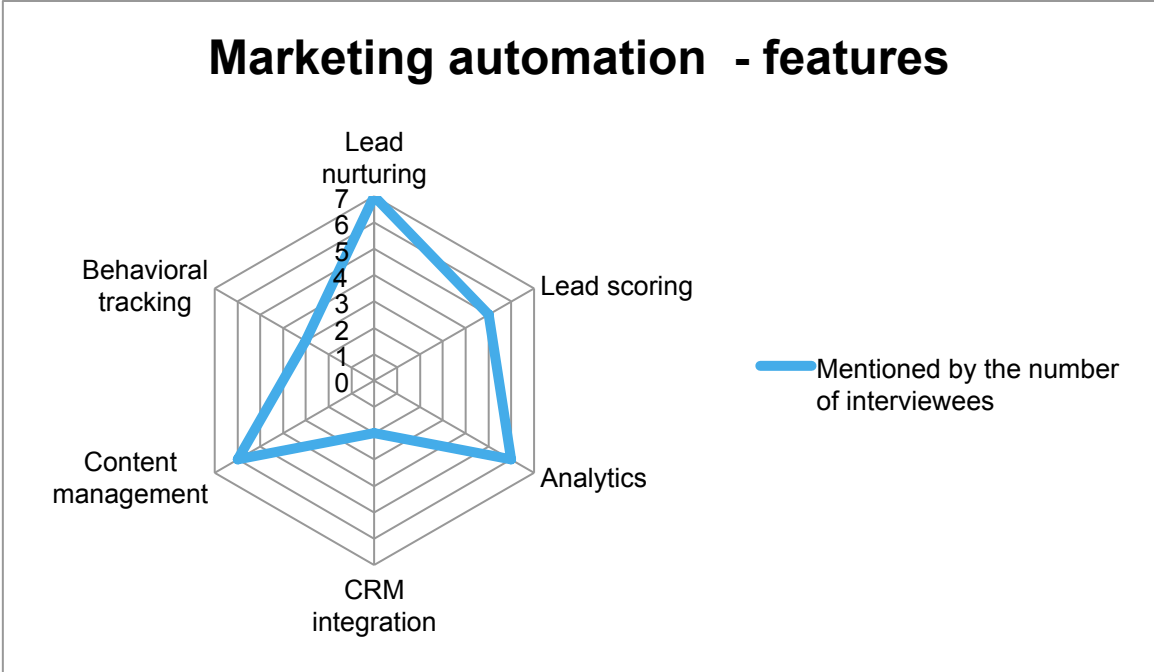 Marketing automation - features
Lead
nurturing
7
6
5
4
3
2
1
0
Behavioral
tracking
Lead scoring
Content
management
Analytics
CRM
integration
Mentioned by the number
of interviewees